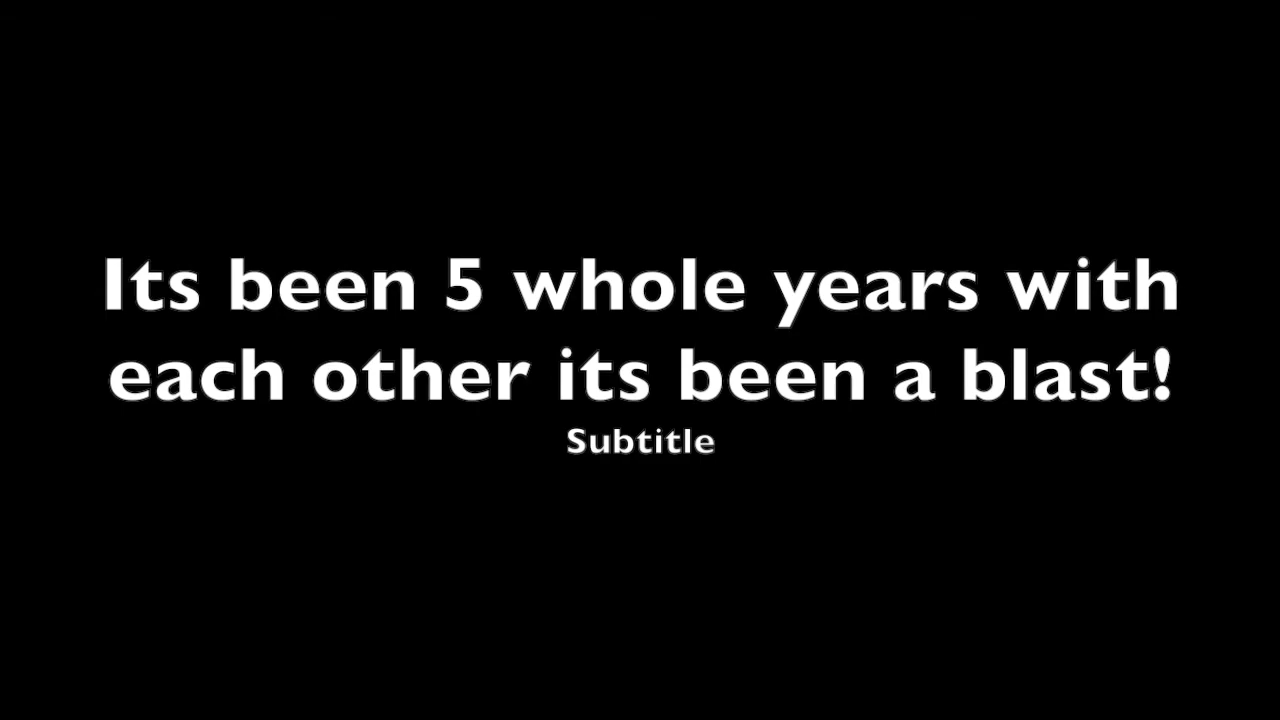 Its been 5 whole years with
each other its been a blast!
Subtitle